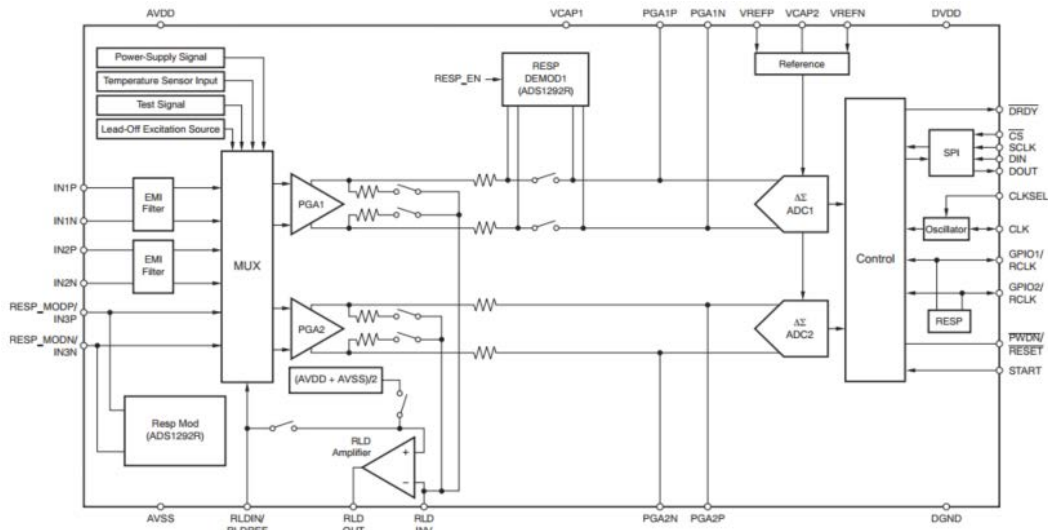 AVDD
VCAP1
PGA1P
PGA1N
VREFP
VCAP2
VREFN
DVDD
Power-Supply Signal
Temperature Sensor Input
Test Signal
Lead-Off Excitation Source
RESP_EN
RESP
DEMOD1
(ADS1292R)
Reference
DRDY
CS
SCLK
DIN
DOUT
SPI
CLKSEL
Oscillator
CLK
GPIO1/
RCLK
GPIO2/
RCLK
RESP
PWDN/
RESET
START
IN1P
IN1N
EMI
Filter
IN2P
IN2N
EMI
Filter
RESP_MODP/
IN3P
RESP_MODN/
IN3N
MUX
PGA1
PGA2
ΔΣ
ADC1
ΔΣ
ADC2
Control
(AVDD + AVSS)/2
Resp Mod
(ADS1292R)
RLD
Amplifier
+
−
AVSS
RLDIN/
RLD
RLD
PGA2N
PGA2P
DGND